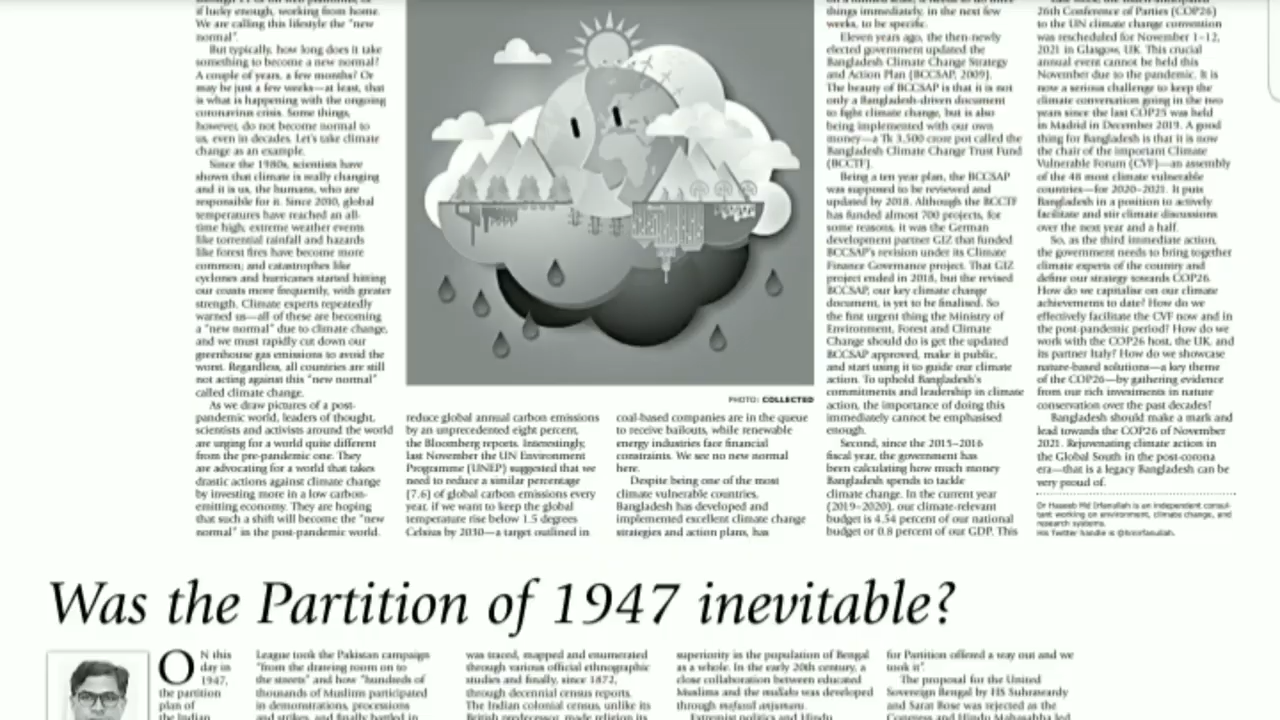 if lucky enough, working from home.
We are calling this lifestyle the "new
normal".
But typically, how long does it take
something to become a new normal?
A couple of years, a few months? Or
may be just a few weeks—at least, that
is what is happening with the ongoing
coronavirus crisis. Some things,
however, do not become normal to
us, even in decades. Let's take climate
change as an example.
Since the 1980s, scientists have
shown that climate is really changing
and it is us, the humans, who are
responsible for it. Since 2010, global
temperatures have reached an all-
time high; extreme weather events
like torrential rainfall and hazards
like forest fires have become more
common; and catastrophes like
cyclones and hurricanes started hitting
our coasts more frequently, with greater
strength. Climate experts repeatedly
warned us—all of these are becoming
a "new normal" due to climate change,
and we must rapidly cut down our
greenhouse gas emissions to avoid the
worst. Regardless, all countries are still
not acting against this "new normal"
called climate change.
As we draw pictures of a post-
pandemic world, leaders of thought,
scientists and activists around the world
are urging for a world quite different
from the pre-pandemic one. They
are advocating for a world that takes
drastic actions against climate change
by investing more in a low carbon-
emitting economy. They are hoping
that such a shift will become the "new
normal" in the post-pandemic world.
PHOTO: COLLECTED
reduce global annual carbon emissions
by an unprecedented eight percent,
the Bloomberg reports. Interestingly,
last November the UN Environment
Programme (UNEP) suggested that we
need to reduce a similar percentage
(7.6) of global carbon emissions every
year, if we want to keep the global
temperature rise below 1.5 degrees
Celsius by 2030—a target outlined in
coal-based companies are in the queue
to receive bailouts, while renewable
energy industries face financial
constraints. We see no new normal
here.
Despite being one of the most
climate vulnerable countries,
Bangladesh has developed and
implemented excellent climate change
strategies and action plans, has
things immediately, in the next few
weeks, to be specific.
Eleven years ago, the then-newly
elected government updated the
Bangladesh Climate Change Strategy
and Action Plan (BCCSAP, 2009).
The beauty of BCCSAP is that it is not
only a Bangladesh-driven document
to fight climate change, but is also
being implemented with our own
money—a Tk 3,500 crore pot called the
Bangladesh Climate Change Trust Fund
(BCCTF).
Being a ten year plan, the BCCSAP
was supposed to be reviewed and
updated by 2018. Although the BCCTF
has funded almost 700 projects, for
some reasons, it was the German
development partner GIZ that funded
BCCSAP's revision under its Climate
Finance Governance project. That GIZ
project ended in 2018, but the revised
BCCSAP, our key climate change
document, is yet to be finalised. So
the first urgent thing the Ministry of
Environment, Forest and Climate
Change should do is get the updated
BCCSAP approved, make it public,
and start using it to guide our climate
action. To uphold Bangladesh's
commitments and leadership in climate
action, the importance of doing this
immediately cannot be emphasised
enough.
Second, since the 2015–2016
fiscal year, the government has
been calculating how much money
Bangladesh spends to tackle
climate change. In the current year
(2019–2020), our climate-relevant
budget is 4.54 percent of our national
budget or 0.8 percent of our GDP. This
26th Conference of Parties (COP26)
to the UN climate change convention
was rescheduled for November 1–12,
2021 in Glasgow, UK. This crucial
annual event cannot be held this
November due to the pandemic. It is
now a serious challenge to keep the
climate conversation going in the two
years since the last COP25 was held
in Madrid in December 2019. A good
thing for Bangladesh is that it is now
the chair of the important Climate
Vulnerable Forum (CVF)—an assembly
of the 48 most climate vulnerable
countries—for 2020–2021. It puts
Bangladesh in a position to actively
facilitate and stir climate discussions
over the next year and a half.
So, as the third immediate action,
the government needs to bring together
climate experts of the country and
define our strategy towards COP26.
How do we capitalise on our climate
achievements to date? How do we
effectively facilitate the CVF now and in
the post-pandemic period? How do we
work with the COP26 host, the UK, and
its partner Italy? How do we showcase
nature-based solutions—a key theme
of the COP26—by gathering evidence
from our rich investments in nature
conservation over the past decades?
Bangladesh should make a mark and
lead towards the COP26 of November
2021. Rejuvenating climate action in
the Global South in the post-corona
era—that is a legacy Bangladesh can be
very proud of.
Dr Haseeb Md Irfanullah is an independent consul-
tant working on environment, climate change, and
research systems.
His Twitter handle is @hmirfanullah.
Was the Partition of 1947 inevitable?
ON this
day in
1947,
the partition
plan of
the Indian
League took the Pakistan campaign
"from the drawing room on to
the streets" and how "hundreds of
thousands of Muslims participated
in demonstrations, processions
and strikes, and finally battled in
was traced, mapped and enumerated
through various official ethnographic
studies and finally, since 1872,
through decennial census reports.
The Indian colonial census, unlike its
British predecessor, made religion its
superiority in the population of Bengal
as a whole. In the early 20th century, a
close collaboration between educated
Muslims and the mullahs was developed
through mofussil anjumans.
Extremist politics and Hindu
for Partition offered a way out and we
took it".
The proposal for the United
Sovereign Bengal by HS Suhrawardy
and Sarat Bose was rejected as the
Congress and Hindu Mahasabha led